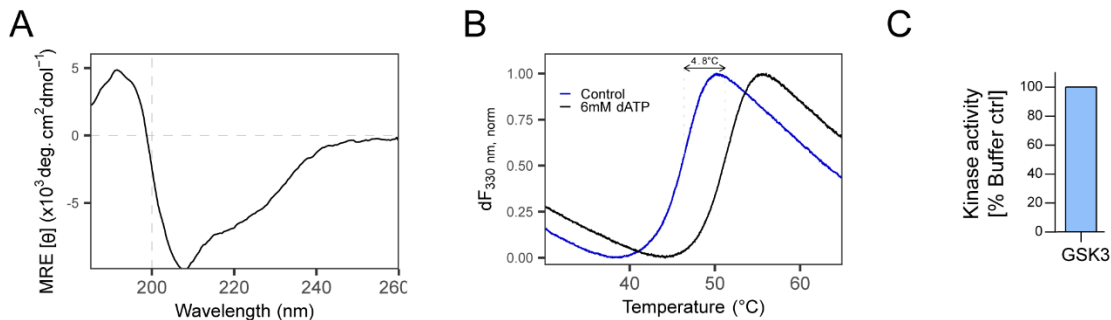 A
MRE [θ] (x10³deg. cm²dmol⁻¹)
5
0
-5
200
220
240
260
Wavelength (nm)
B
dF330 nm, norm
1.00
0.75
0.50
0.25
0.00
4.8°C
Control
6mM dATP
40
50
60
Temperature (°C)
C
Kinase activity
[% Buffer ctrl]
100
80
60
40
20
0
GSK3